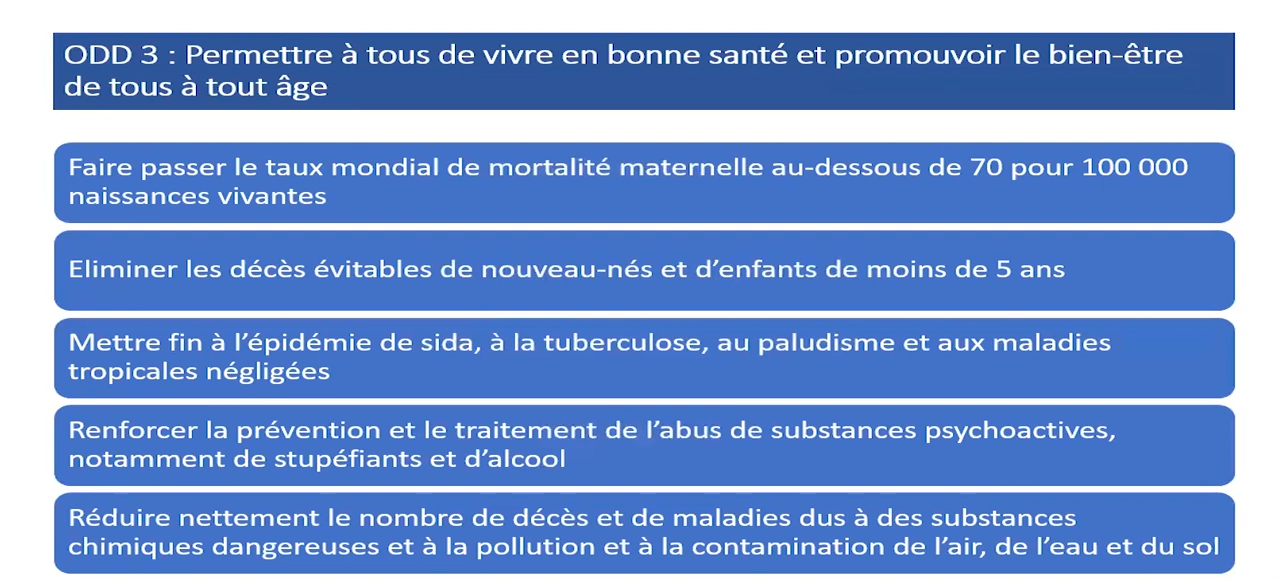 ODD 3 : Permettre à tous de vivre en bonne santé et promouvoir le bien-être
de tous à tout âge
Faire passer le taux mondial de mortalité maternelle au-dessous de 70 pour 100 000
naissances vivantes
Eliminer les décès évitables de nouveau-nés et d’enfants de moins de 5 ans
Mettre fin à l’épidémie de sida, à la tuberculose, au paludisme et aux maladies
tropicales négligées
Renforcer la prévention et le traitement de l’abus de substances psychoactives,
notamment de stupéfiants et d’alcool
Réduire nettement le nombre de décès et de maladies dus à des substances
chimiques dangereuses et à la pollution et à la contamination de l’air, de l’eau et du sol